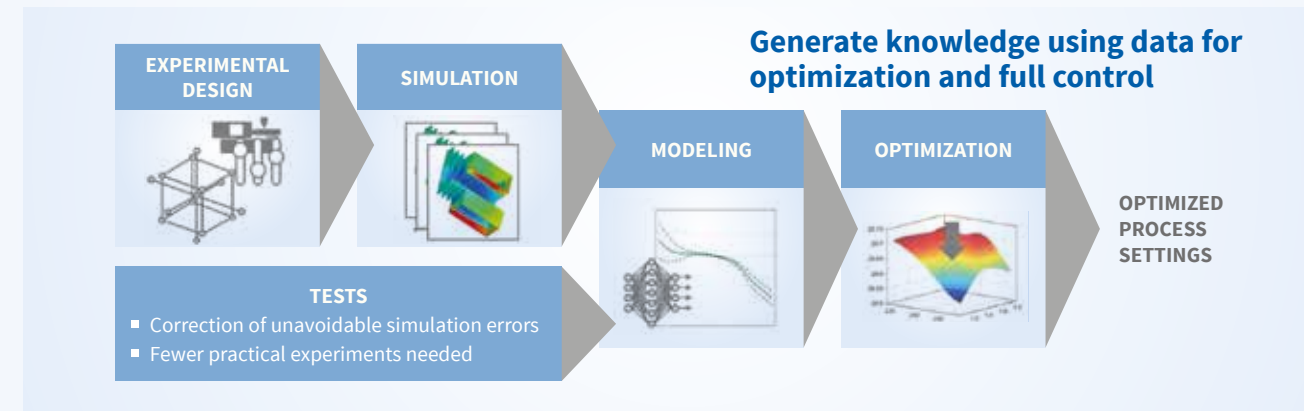 Generate knowledge using data for
optimization and full control
EXPERIMENTAL
DESIGN
SIMULATION
MODELING
OPTIMIZATION
OPTIMIZED
PROCESS
SETTINGS
TESTS
Correction of unavoidable simulation errors
Fewer practical experiments needed